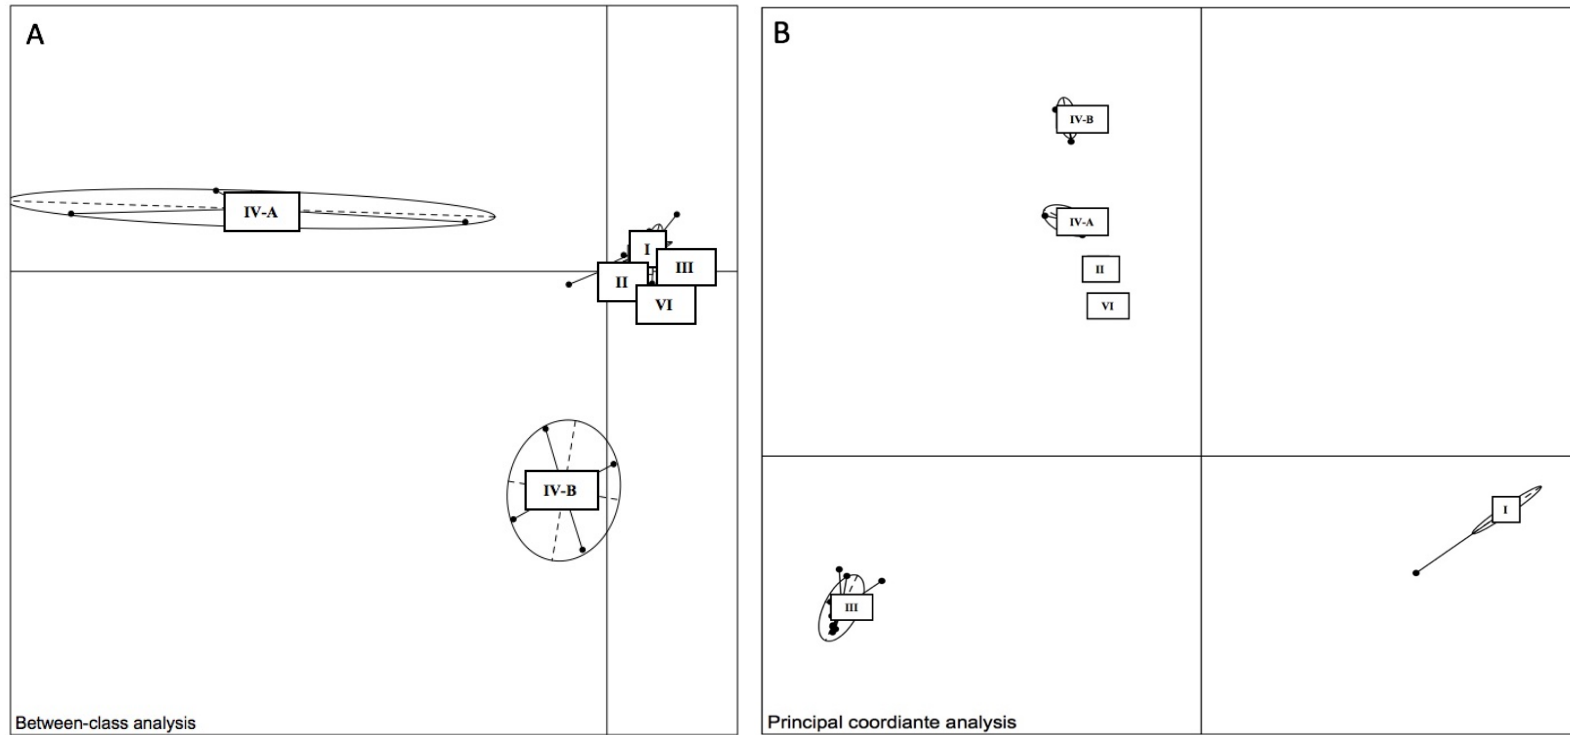 A
IV-A
I
III
II
VI
IV-B
Between-class analysis
B
IV-B
IV-A
II
VI
I
III
Principal coordiante analysis